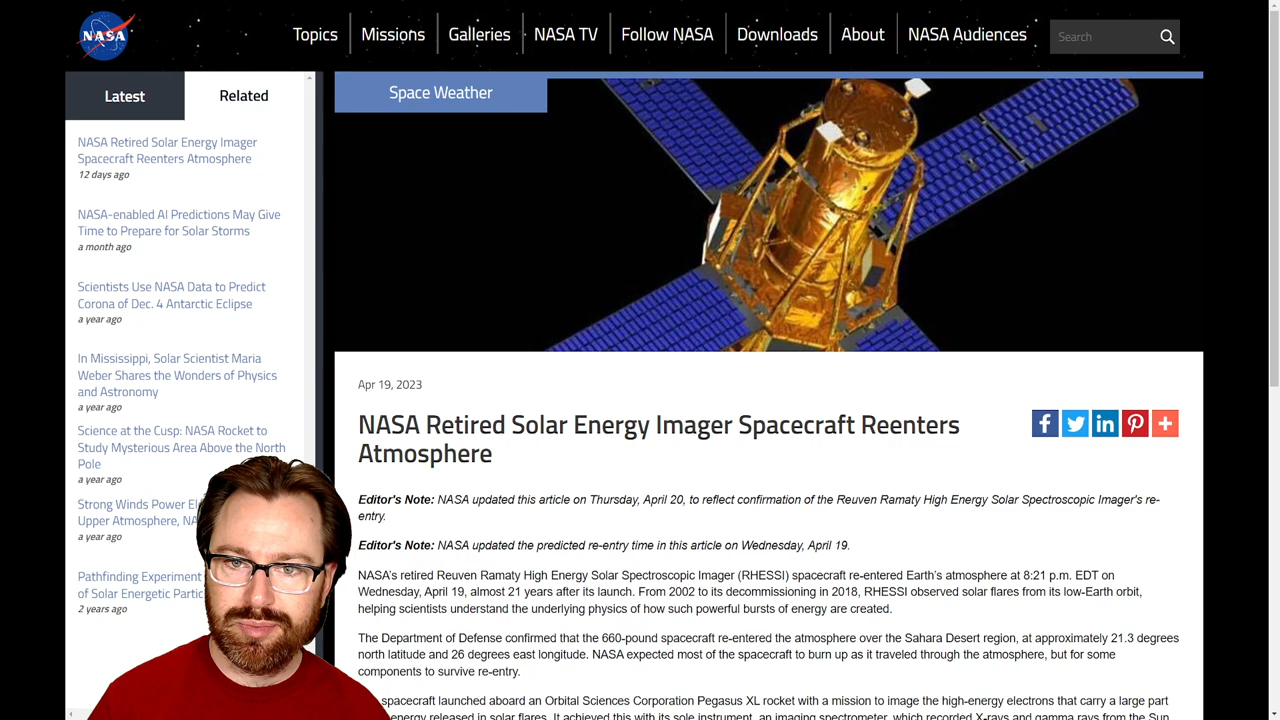 NASA
Topics
Missions
Galleries
NASA TV
Follow NASA
Downloads
About
NASA Audiences
Search
Latest
Related
NASA Retired Solar Energy Imager
Spacecraft Reenters Atmosphere
12 days ago
NASA-enabled AI Predictions May Give
Time to Prepare for Solar Storms
a month ago
Scientists Use NASA Data to Predict
Corona of Dec. 4 Antarctic Eclipse
a year ago
In Mississippi, Solar Scientist Maria
Weber Shares the Wonders of Physics
and Astronomy
a year ago
Science at the Cusp: NASA Rocket to
Study Mysterious Area Above the North
Pole
a year ago
Strong Winds Power
Upper Atmosphere,
a year ago
Pathfinding Experiment
of Solar Energetic
2 years ago
Space Weather
Apr 19, 2023
NASA Retired Solar Energy Imager Spacecraft Reenters
Atmosphere
Editor's Note: NASA updated this article on Thursday, April 20, to reflect confirmation of the Reuven Ramaty High Energy Solar Spectroscopic Imager's re-
entry.
Editor's Note: NASA updated the predicted re-entry time in this article on Wednesday, April 19.
NASA's retired Reuven Ramaty High Energy Solar Spectroscopic Imager (RHESSI) spacecraft re-entered Earth's atmosphere at 8:21 p.m. EDT on
Wednesday, April 19, almost 21 years after its launch. From 2002 to its decommissioning in 2018, RHESSI observed solar flares from its low-Earth orbit,
helping scientists understand the underlying physics of how such powerful bursts of energy are created.
The Department of Defense confirmed that the 660-pound spacecraft re-entered the atmosphere over the Sahara Desert region, at approximately 21.3 degrees
north latitude and 26 degrees east longitude. NASA expected most of the spacecraft to burn up as it traveled through the atmosphere, but for some
components to survive re-entry.
spacecraft launched aboard an Orbital Sciences Corporation Pegasus XL rocket with a mission to image the high-energy electrons that carry a large part
energy released in solar flares. It achieved this with its sole instrument, an imaging spectrometer, which recorded X-rays and gamma rays from the Sun.